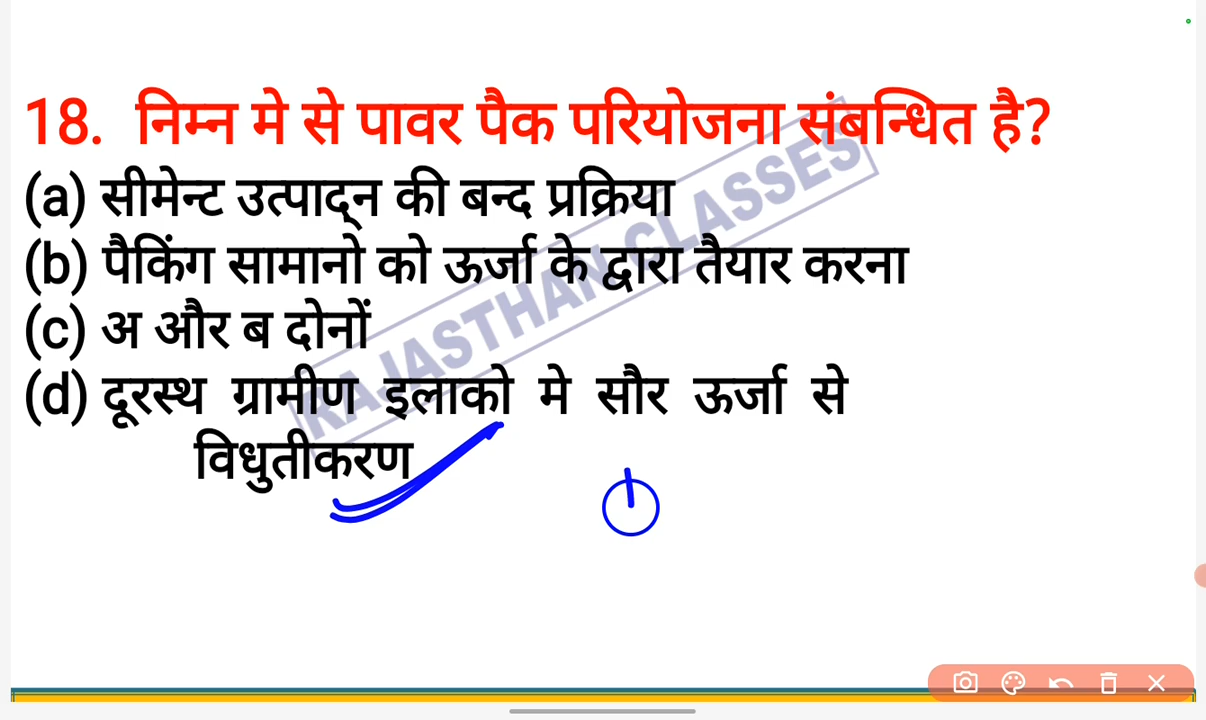 18. निम्न मे से पावर पैक परियोजना संबन्धित है?
(a) सीमेन्ट उत्पाद्न की बन्द प्रक्रिया
(b) पैकिंग सामानो को ऊर्जा के द्वारा तैयार करना
(c) अ और ब दोनों
(d) दूरस्थ ग्रामीण इलाको मे सौर ऊर्जा से
विधुतीकरण
RAJASTHAN CLASSES